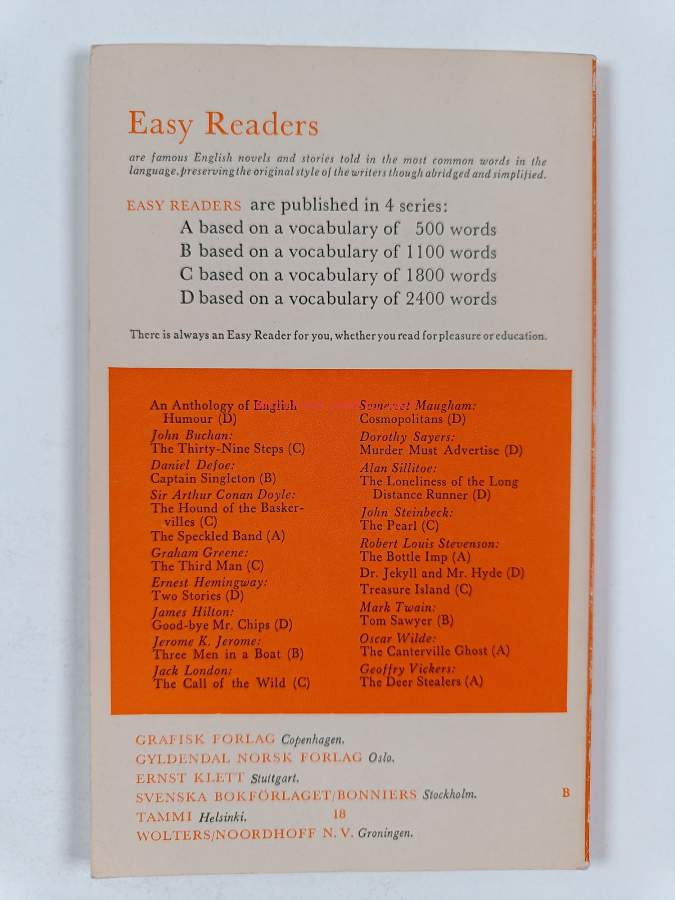 Easy Readers
are famous English novels and stories told in the most common words in the
language, preserving the original style of the writers though abridged and simplified.
EASY READERS are published in 4 series:
A based on a vocabulary of 500 words
B based on a vocabulary of 1100 words
C based on a vocabulary of 1800 words
D based on a vocabulary of 2400 words
There is always an Easy Reader for you, whether you read for pleasure or education.
An Anthology of English
Humour (D)
John Buchan:
The Thirty-Nine Steps (C)
Daniel Defoe:
Captain Singleton (B)
Sir Arthur Conan Doyle:
The Hound of the Basker-
villes (C)
The Speckled Band (A)
Graham Greene:
The Third Man (C)
Ernest Hemingway:
Two Stories (D)
James Hilton:
Good-bye Mr. Chips (D)
Jerome K. Jerome:
Three Men in a Boat (B)
Jack London:
The Call of the Wild (C)
Somerset Maugham:
Cosmopolitans (D)
Dorothy Sayers:
Murder Must Advertise (D)
Alan Sillitoe:
The Loneliness of the Long
Distance Runner (D)
John Steinbeck:
The Pearl (C)
Robert Louis Stevenson:
The Bottle Imp (A)
Dr. Jekyll and Mr. Hyde (D)
Treasure Island (C)
Mark Twain:
Tom Sawyer (B)
Oscar Wilde:
The Canterville Ghost (A)
Geoffry Vickers:
The Deer Stealers (A)
GRAFISK FORLAG Copenhagen.
GYLDENDAL NORSK FORLAG Oslo.
ERNST KLETT Stuttgart.
SVENSKA BOKFÖRLAGET/BONNIERS Stockholm.
B
TAMMI Helsinki. 18
WOLTERS/NOORDHOFF N.V. Groningen.